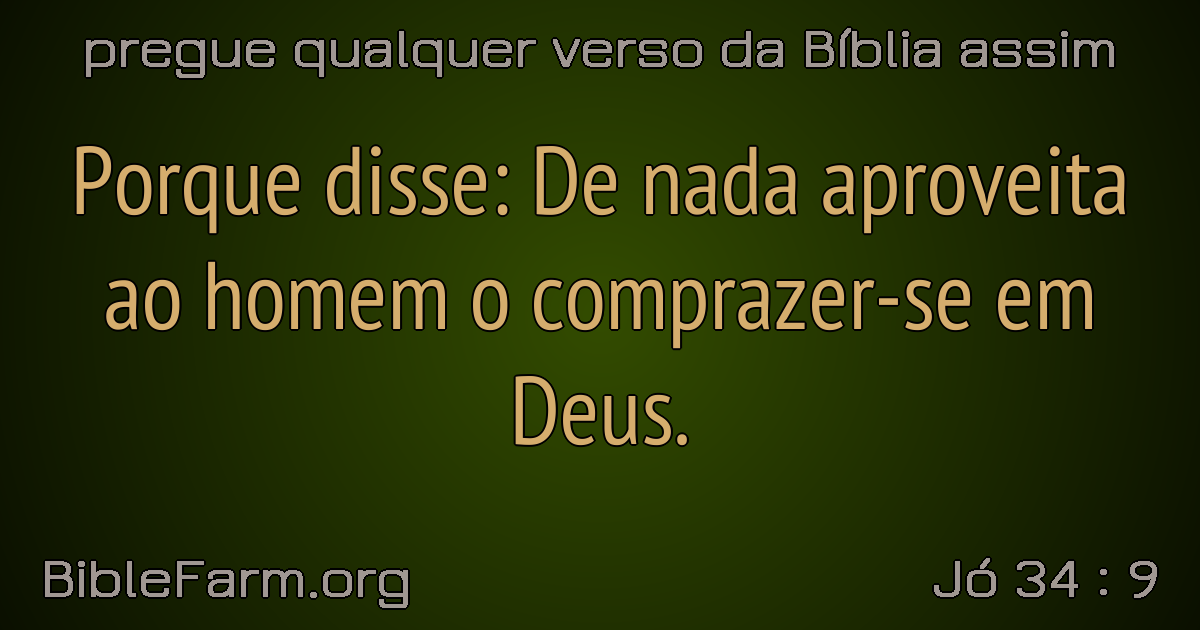 pregue qualquer verso da Bíblia assim
Porque disse: De nada aproveita
ao homem o comprazer-se em
Deus.
BibleFarm.org
Jó 34 : 9